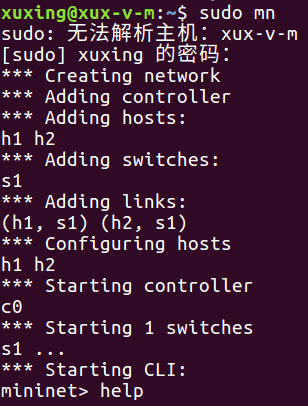 xuxing@xux-v-m:~$ sudo mn
sudo: 无法解析主机：xux-v-m
[sudo] xuxing 的密码：
*** Creating network
*** Adding controller
*** Adding hosts:
h1 h2
*** Adding switches:
s1
*** Adding links:
(h1, s1) (h2, s1)
*** Configuring hosts
h1 h2
*** Starting controller
c0
*** Starting 1 switches
s1 ...
*** Starting CLI:
mininet> help